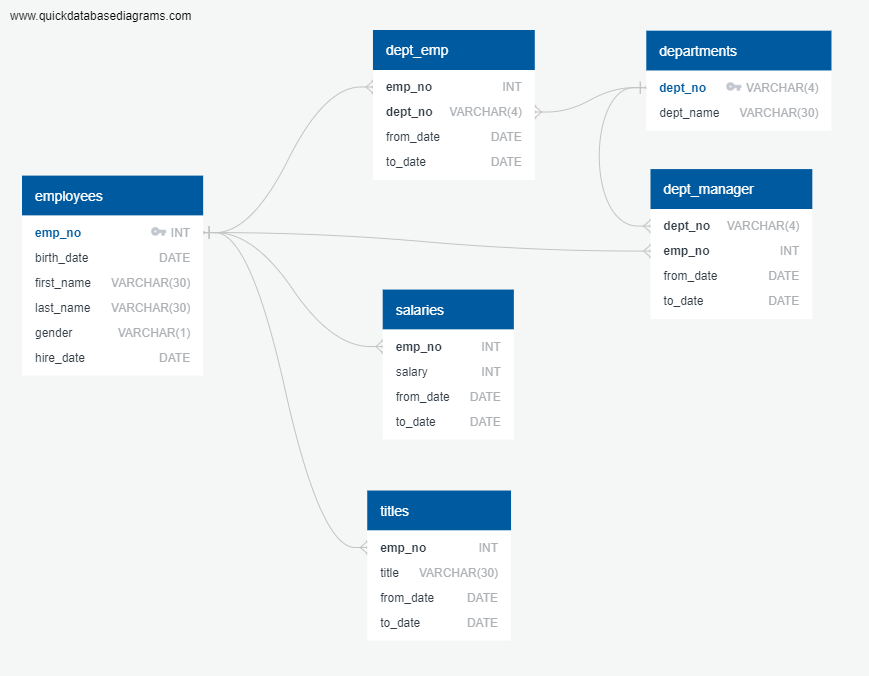 www.quickdatabasediagrams.com
dept_emp
emp_no INT
dept_no VARCHAR(4)
from_date DATE
to_date DATE
departments
dept_no VARCHAR(4)
dept_name VARCHAR(30)
employees
emp_no INT
birth_date DATE
first_name VARCHAR(30)
last_name VARCHAR(30)
gender VARCHAR(1)
hire_date DATE
dept_manager
dept_no VARCHAR(4)
emp_no INT
from_date DATE
to_date DATE
salaries
emp_no INT
salary INT
from_date DATE
to_date DATE
titles
emp_no INT
title VARCHAR(30)
from_date DATE
to_date DATE